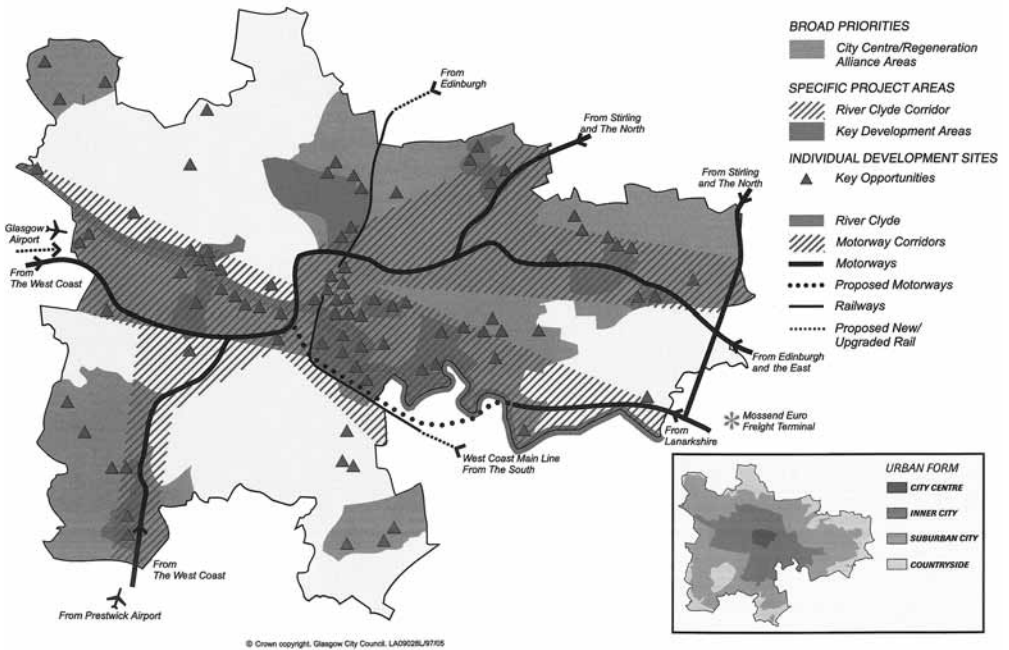 BROAD PRIORITIES
City Centre/Regeneration
Alliance Areas
SPECIFIC PROJECT AREAS
River Clyde Corridor
Key Development Areas
INDIVIDUAL DEVELOPMENT SITES
Key Opportunities
River Clyde
Motorway Corridors
Motorways
Proposed Motorways
Railways
Proposed New/
Upgraded Rail
From
Edinburgh
From Stirling
and The North
From Stirling
and The North
Glasgow
Airport
From
The West Coast
From Edinburgh
and the East
From
Lanarkshire
Mossend Euro
Freight Terminal
West Coast Main Line
From The South
From
The West Coast
From Prestwick Airport
URBAN FORM
CITY CENTRE
INNER CITY
SUBURBAN CITY
COUNTRYSIDE
© Crown copyright. Glasgow City Council. LA09026L/97/05